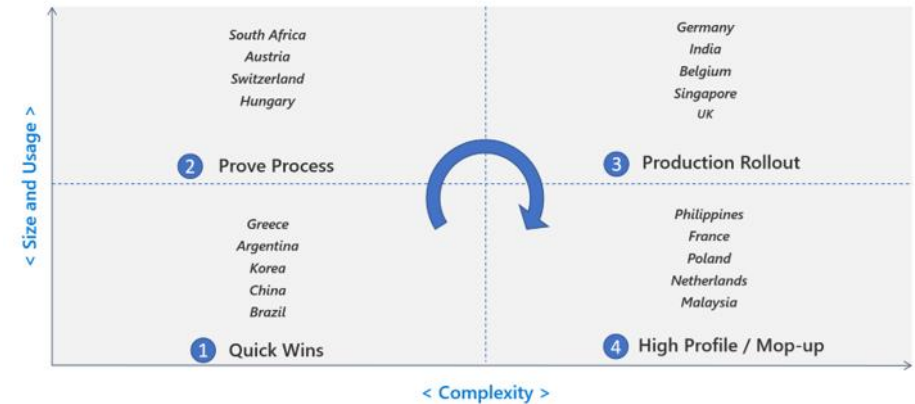 < Size and Usage >
South Africa
Austria
Switzerland
Hungary
2 Prove Process
Germany
India
Belgium
Singapore
UK
3 Production Rollout
Greece
Argentina
Korea
China
Brazil
1 Quick Wins
Philippines
France
Poland
Netherlands
Malaysia
4 High Profile / Mop-up
< Complexity >